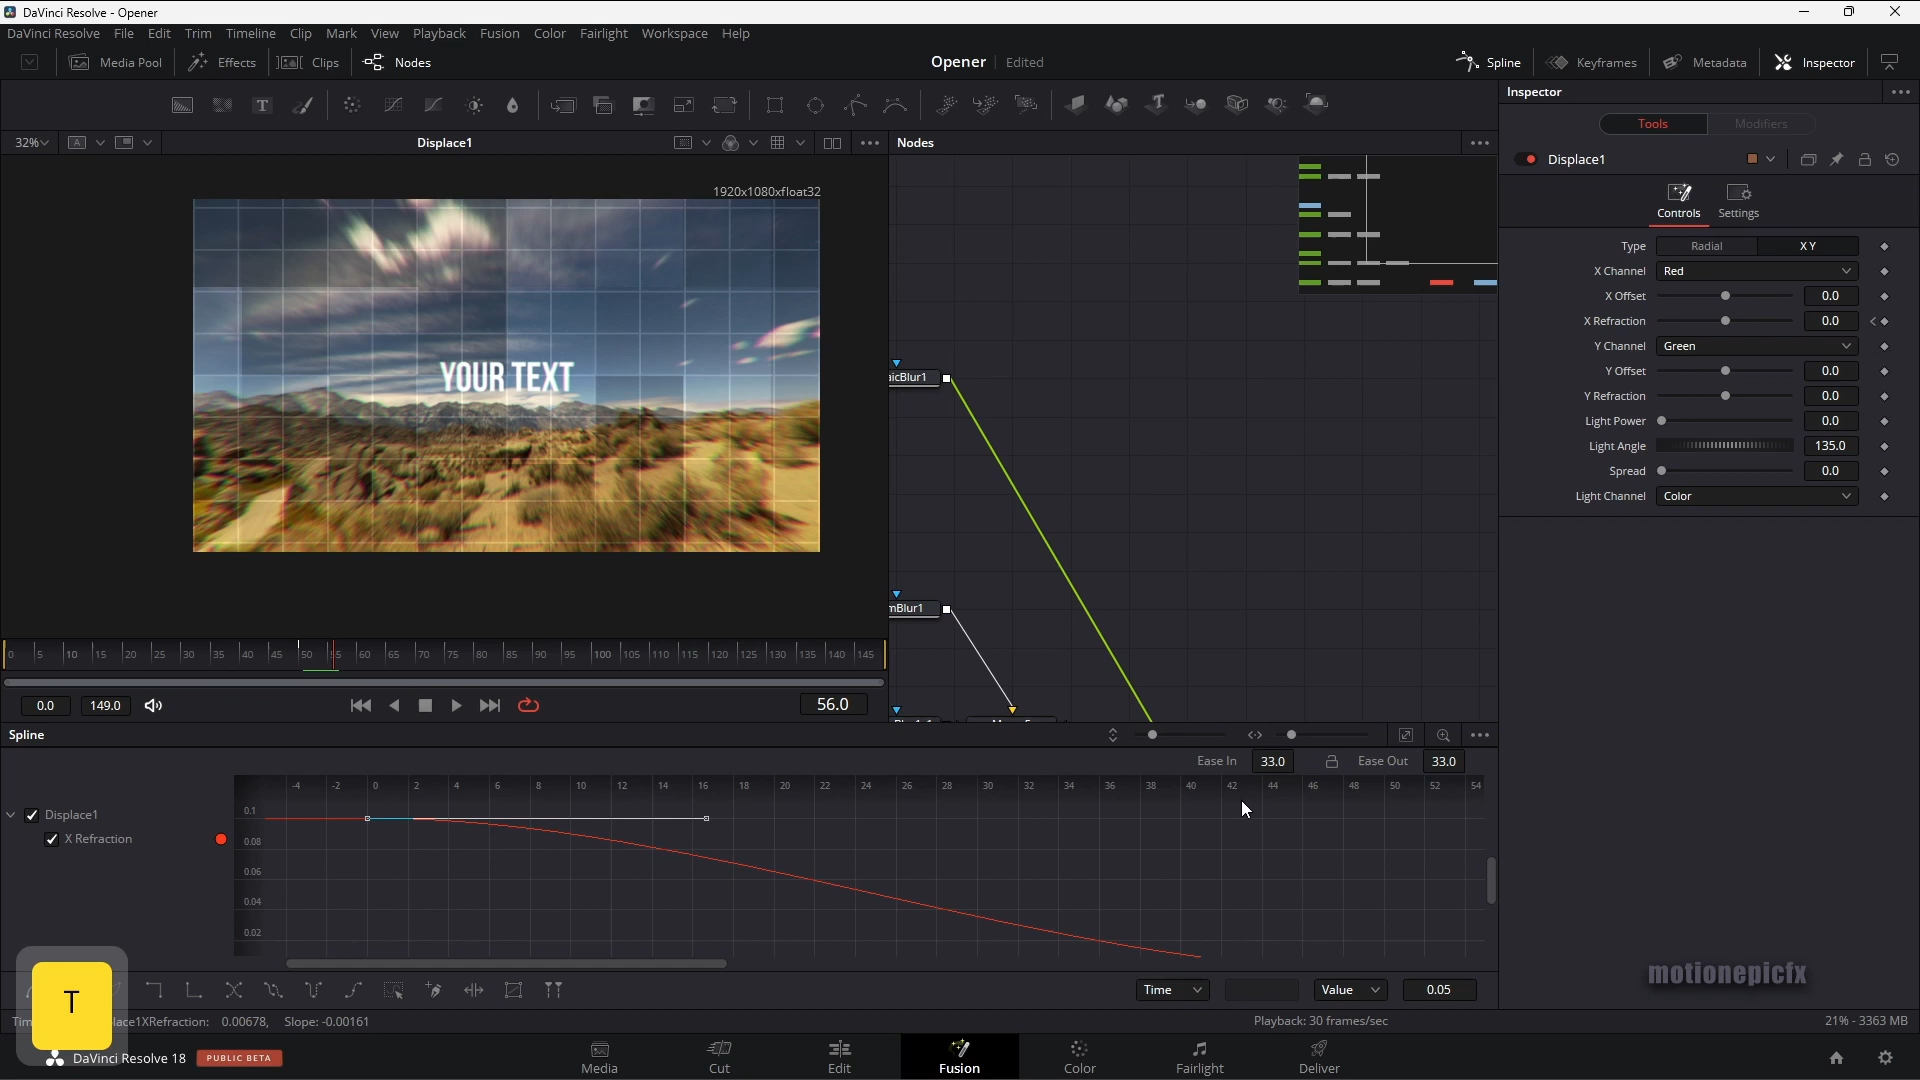 DaVinci Resolve - Opener
DaVinci Resolve File Edit Trim Timeline Clip Mark View Playback Fusion Color Fairlight Workspace Help
Media Pool Effects Clips Nodes Opener Edited Spline Keyframes Metadata Inspector
Inspector
Tools Modifiers
32% A Displace1 Nodes
Displace1
1920x1080xfloat32
Controls Settings
Type Radial X Y
X Channel Red
X Offset 0.0
X Refraction 0.0
Y Channel Green
Y Offset 0.0
Y Refraction 0.0
Light Power 0.0
Light Angle 135.0
Spread 0.0
Light Channel Color
YOUR TEXT
aicBlur1
mBlur1
0 5 10 15 20 25 30 35 40 45 50 55 60 65 70 75 80 85 90 95 100 105 110 115 120 125 130 135 140 145
0.0 149.0 56.0
Spline
Ease In 33.0 Ease Out 33.0
-4 -2 0 2 4 6 8 10 12 14 16 18 20 22 24 26 28 30 32 34 36 38 40 42 44 46 48 50 52 54
Displace1
X Refraction
0.1
0.08
0.06
0.04
0.02
T
Time Value 0.05
motionepicfx
Tim lace1XRefraction: 0.00678, Slope: -0.00161
Playback: 30 frames/sec
21% - 3363 MB
DaVinci Resolve 18 PUBLIC BETA
Media Cut Edit Fusion Color Fairlight Deliver